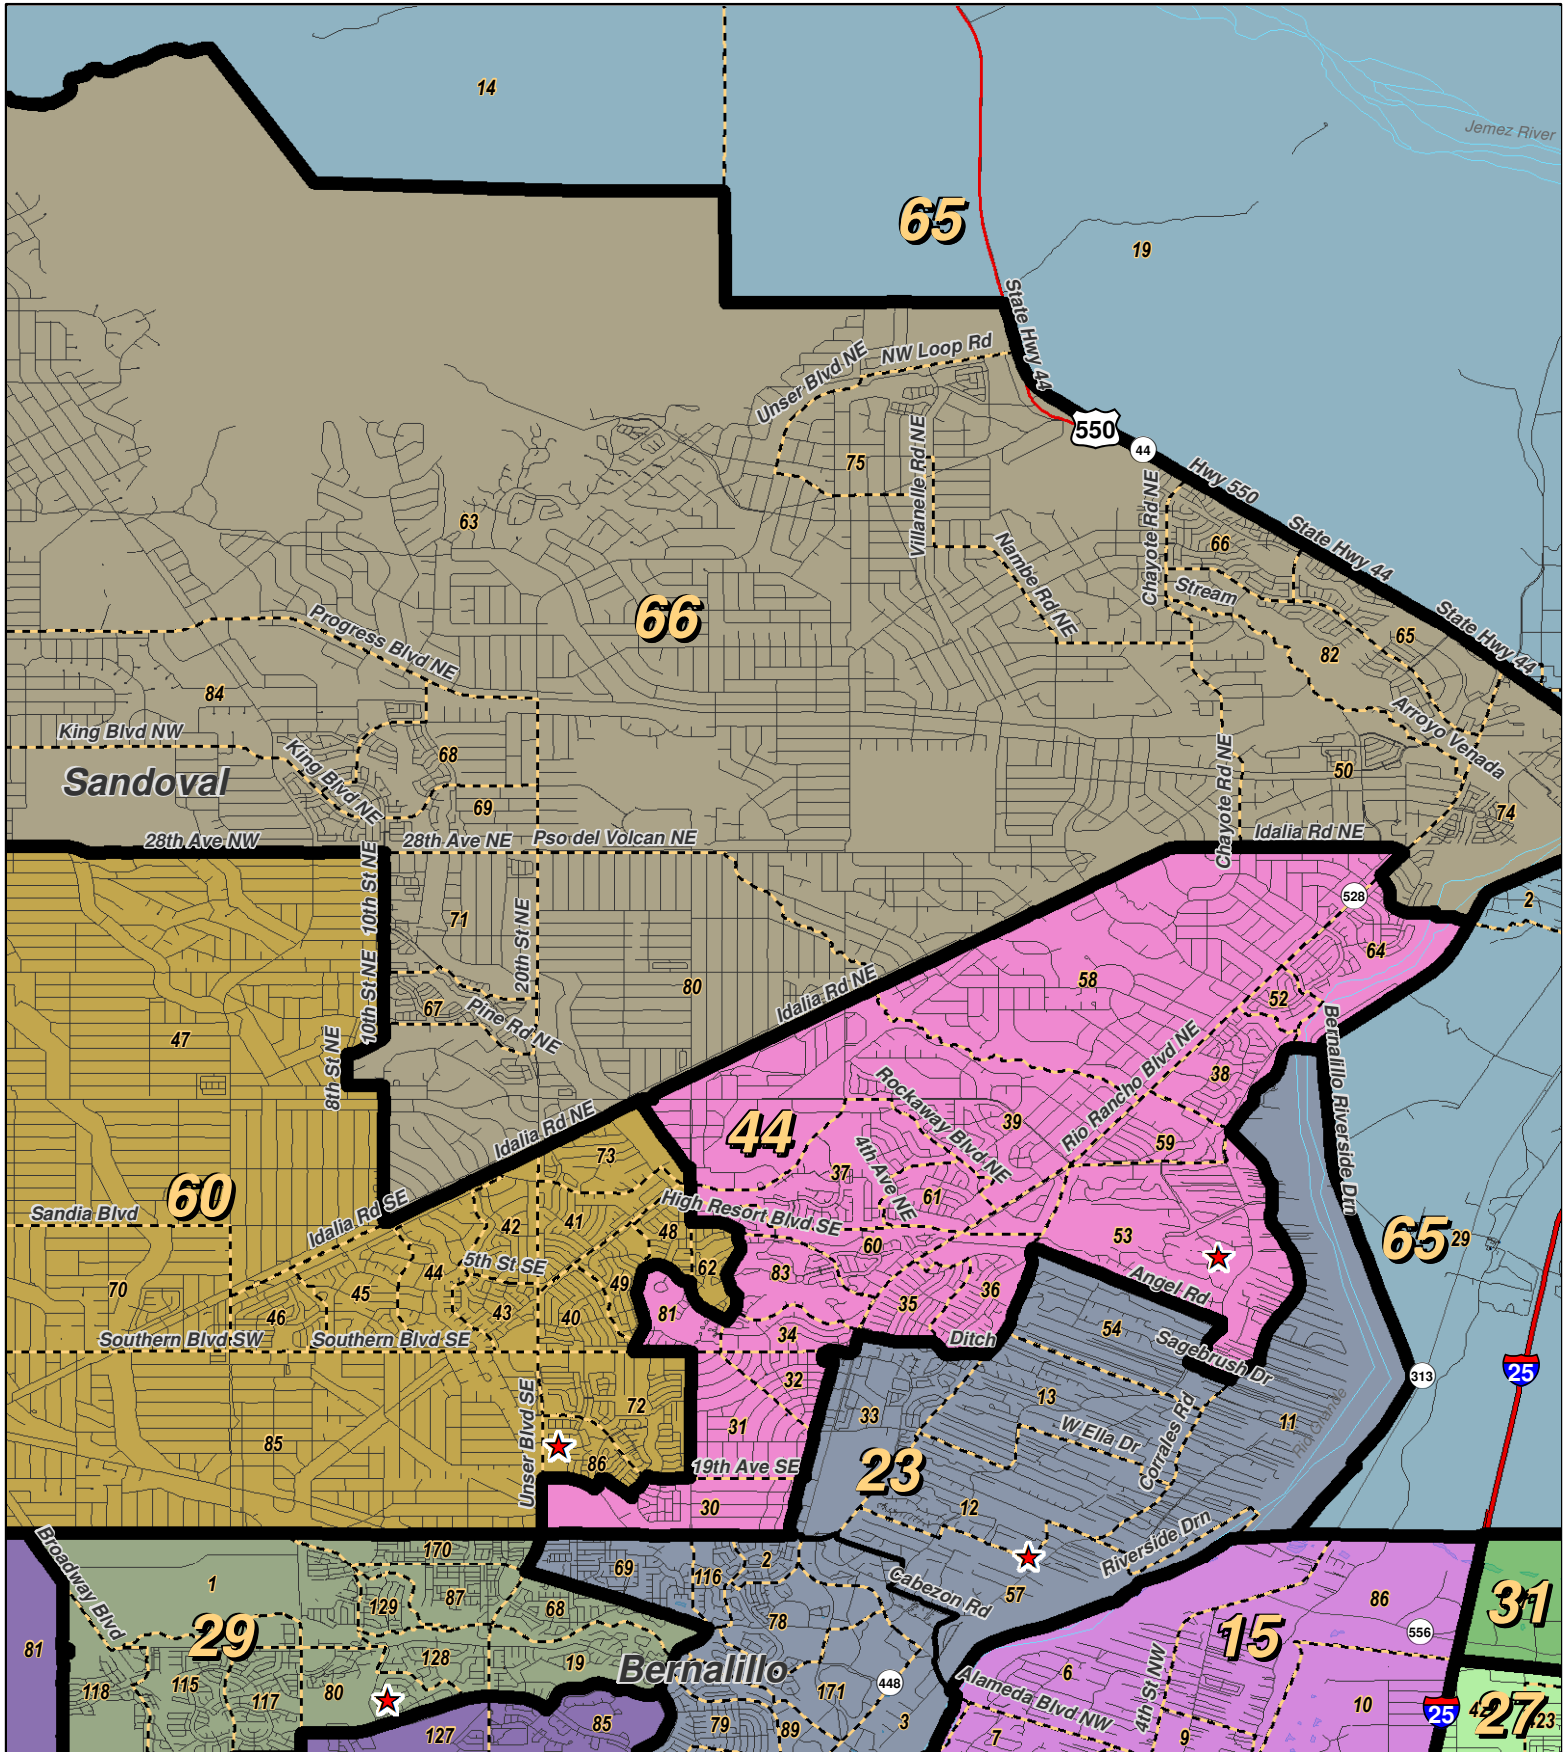 14
Jemez River
65
19
State Hwy 44
NW Loop Rd
Unser Blvd NE
550
44
75
Villanelle Rd NE
Chayote Rd NE
Hwy 550
63
State Hwy 44
66
Nambe Rd NE
Stream
66
Progress Blvd NE
State Hwy 44
65
82
84
Arroyo Venada
King Blvd NW
King Blvd NE
68
Chayote Rd NE
50
Sandoval
69
74
28th Ave NW
28th Ave NE
Pso del Volcan NE
Idalia Rd NE
10th St NE
528
2
71
20th St NE
64
58
80
Idalia Rd NE
52
67
Pine Rd NE
10th St NE
47
8th St NE
Bernalillo Riverside Drn
Rio Rancho Blvd NE
38
Rockaway Blvd NE
39
44
Idalia Rd NE
59
73
4th Ave NE
37
60
61
Sandia Blvd
Idalia Rd SE
High Resort Blvd SE
42
41
48
60
53
65
29
5th St SE
62
83
44
49
70
45
Angel Rd
36
35
46
43
40
81
54
Southern Blvd SW
Southern Blvd SE
34
Ditch
Sagebrush Dr
25
313
32
13
72
33
31
W Ella Dr
Corrales Rd
11
Rio Grande
85
Unser Blvd SE
86
19th Ave SE
23
30
12
Riverside Drn
Broadway Blvd
170
69
2
116
Cabezon Rd
57
1
129
87
68
78
86
31
29
15
556
81
128
19
Bernalillo
6
118
115
117
80
171
448
Alameda Blvd NW
4th St NW
10
25
27
23
127
85
79
89
3
7
9